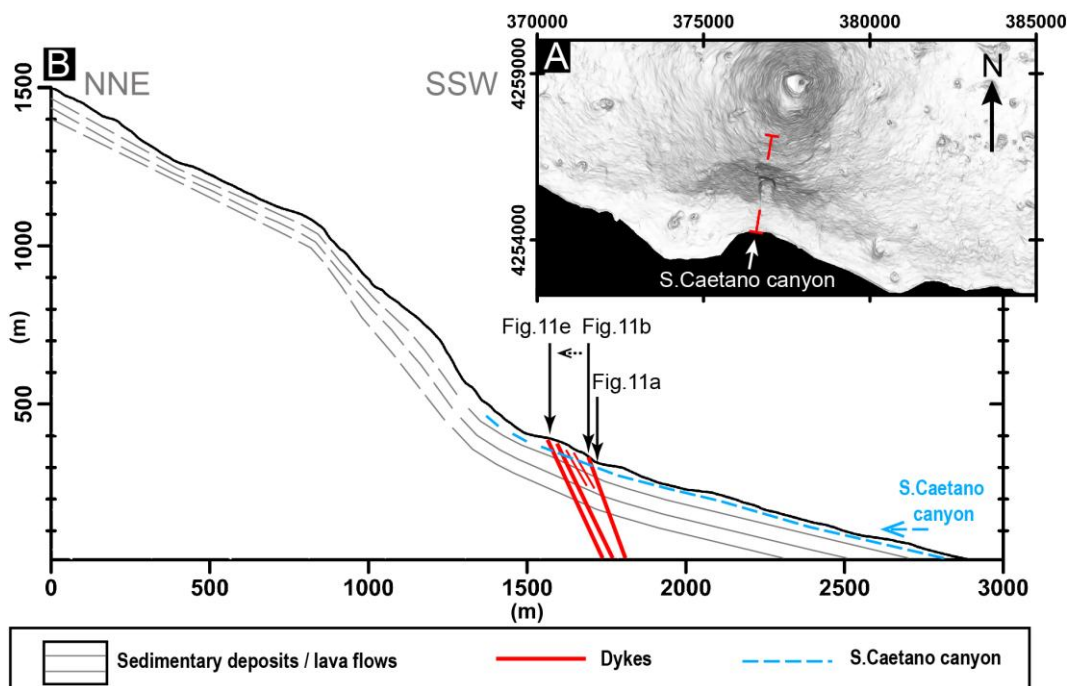 370000 375000 380000 385000
B
NNE
SSW
A
N
4259000
4254000
S.Caetano canyon
1500
1000
500
(m)
Fig.11e
Fig.11b
Fig.11a
S.Caetano
canyon
0 500 1000 1500 2000 2500 3000
(m)
Sedimentary deposits / lava flows
Dykes
S.Caetano canyon